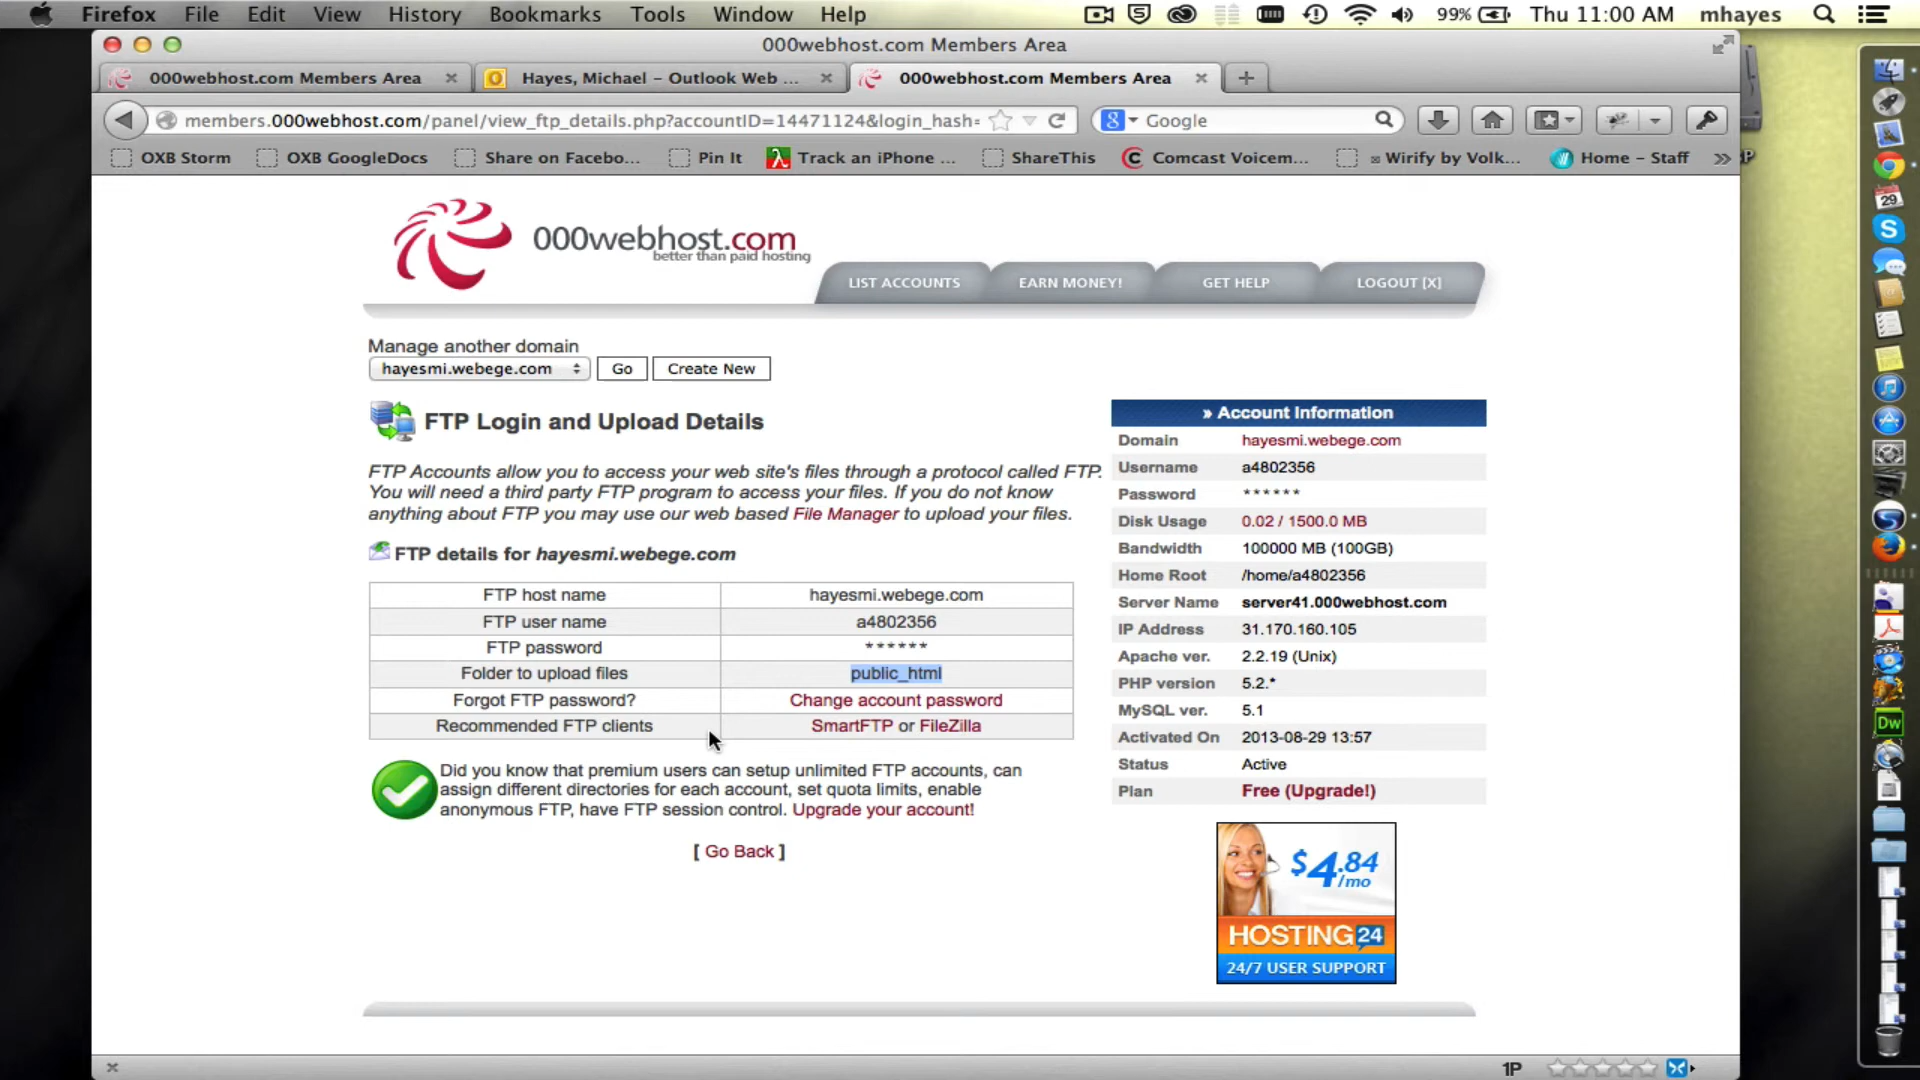 Firefox File Edit View History Bookmarks Tools Window Help 99% Thu 11:00 AM mhayes
000webhost.com Members Area
000webhost.com Members Area Hayes, Michael – Outlook Web ... 000webhost.com Members Area
members.000webhost.com/panel/view_ftp_details.php?accountID=14471124&login_hash= Google
OXB Storm OXB GoogleDocs Share on Facebo... Pin It Track an iPhone ... ShareThis Comcast Voicem... Wirify by Volk... Home – Staff »
000webhost.com
better than paid hosting
LIST ACCOUNTS EARN MONEY! GET HELP LOGOUT [X]
Manage another domain
hayesmi.webege.com Go Create New
FTP Login and Upload Details
FTP Accounts allow you to access your web site's files through a protocol called FTP.
You will need a third party FTP program to access your files. If you do not know
anything about FTP you may use our web based File Manager to upload your files.
FTP details for hayesmi.webege.com
FTP host name hayesmi.webege.com
FTP user name a4802356
FTP password ******
Folder to upload files public_html
Forgot FTP password? Change account password
Recommended FTP clients SmartFTP or FileZilla
Did you know that premium users can setup unlimited FTP accounts, can
assign different directories for each account, set quota limits, enable
anonymous FTP, have FTP session control. Upgrade your account!
[ Go Back ]
» Account Information
Domain hayesmi.webege.com
Username a4802356
Password ******
Disk Usage 0.02 / 1500.0 MB
Bandwidth 100000 MB (100GB)
Home Root /home/a4802356
Server Name server41.000webhost.com
IP Address 31.170.160.105
Apache ver. 2.2.19 (Unix)
PHP version 5.2.*
MySQL ver. 5.1
Activated On 2013-08-29 13:57
Status Active
Plan Free (Upgrade!)
$4.84
/mo
HOSTING 24
24/7 USER SUPPORT
29
S
Dw
1P